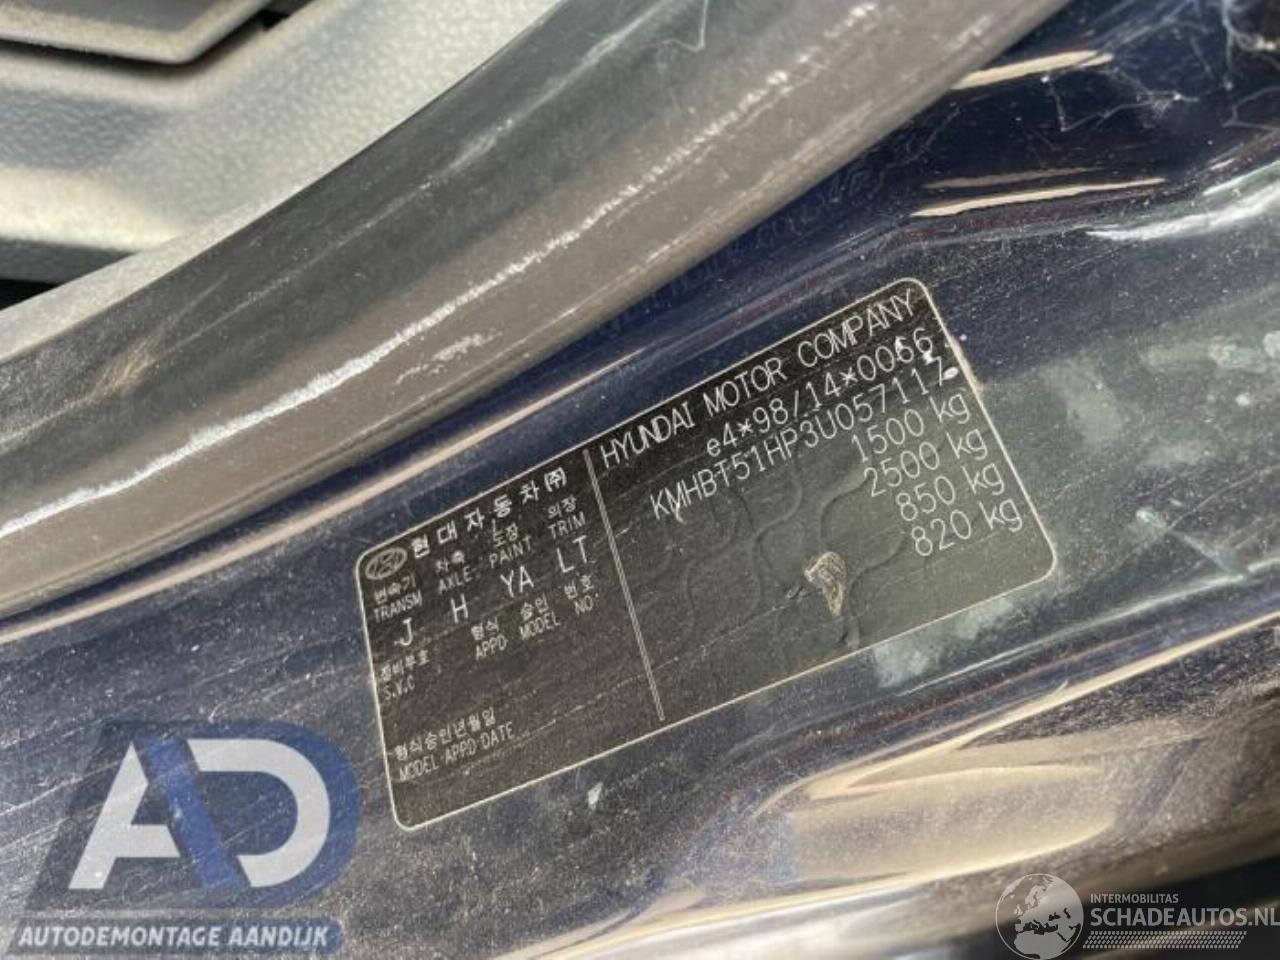 현대자동차(주)
변속기 차축 도장 의장
TRANSM AXLE PAINT TRIM
J H YA LT
정비부호 형식 승인 번호
S.V.C APPD MODEL NO.
형식승인년월일
MODEL APPD DATE
HYUNDAI MOTOR COMPANY
e4*98/14*0066
KMHBT51HP3U057117
1500 kg
2500 kg
850 kg
820 kg
AD
AUTODEMONTAGE AANDIJK
INTERMOBILITAS
SCHADEAUTOS.NL